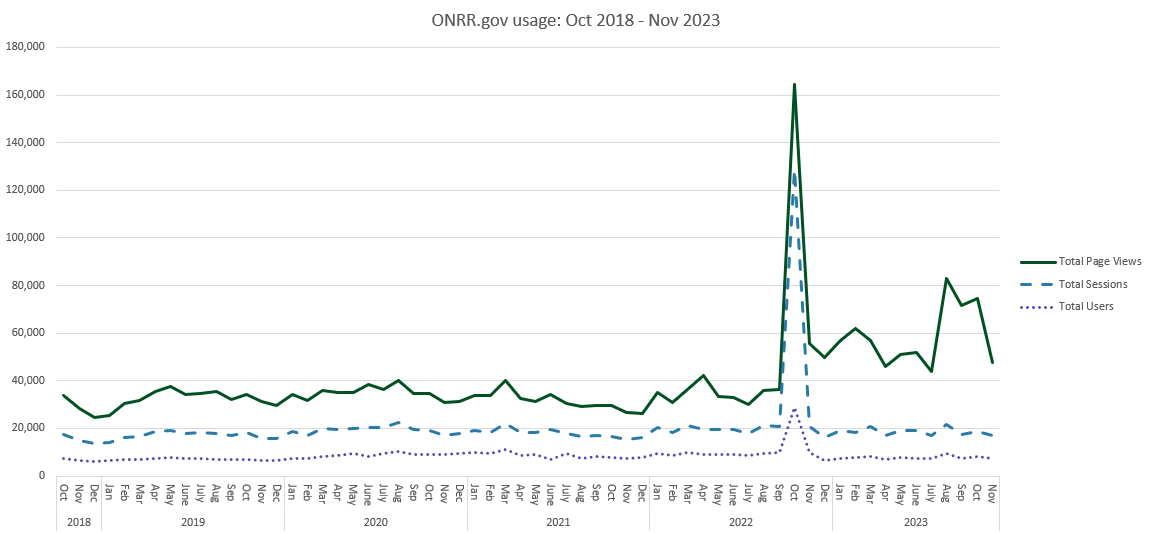 ONRR.gov usage: Oct 2018 - Nov 2023
180,000
160,000
140,000
120,000
100,000
80,000
60,000
40,000
20,000
0
Total Page Views
Total Sessions
Total Users
Oct Nov Dec Jan Feb Mar Apr May June July Aug Sep Oct Nov Dec Jan Feb Mar Apr May June July Aug Sep Oct Nov Dec Jan Feb Mar Apr May June July Aug Sep Oct Nov Dec Jan Feb Mar Apr May June July Aug Sep Oct Nov Dec Jan Feb Mar Apr May June July Aug Sep Oct Nov
2018 2019 2020 2021 2022 2023